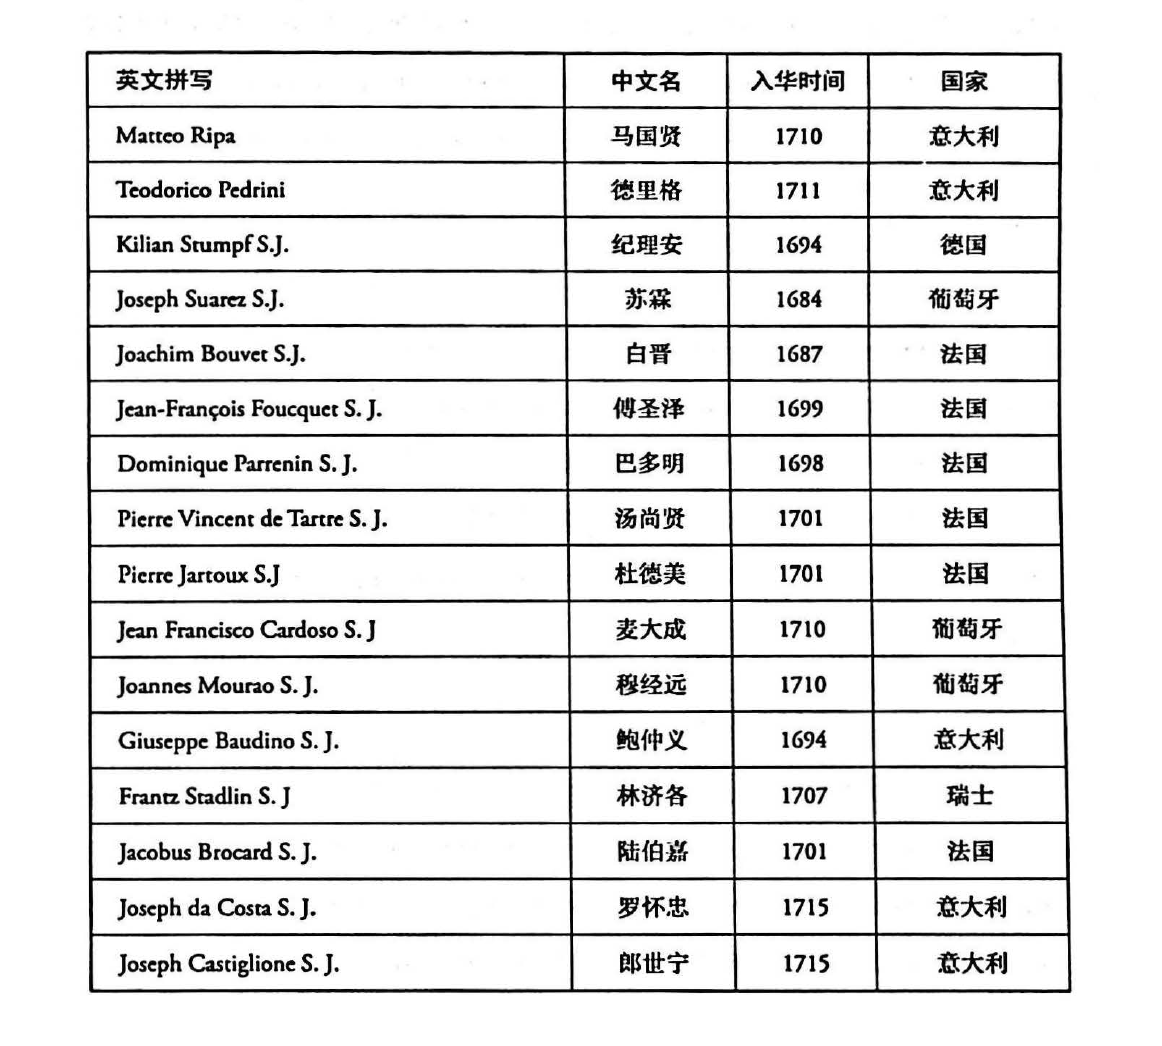 英文拼写 中文名 入华时间 国家
Matteo Ripa 马国贤 1710 意大利
Teodorico Pedrini 德里格 1711 意大利
Kilian Stumpf S.J. 纪理安 1694 德国
Joseph Suarez S.J. 苏霖 1684 葡萄牙
Joachim Bouvet S.J. 白晋 1687 法国
Jean-François Foucquet S. J. 傅圣泽 1699 法国
Dominique Parrenin S. J. 巴多明 1698 法国
Pierre Vincent de Tartre S. J. 汤尚贤 1701 法国
Pierre Jartoux S.J 杜德美 1701 法国
Jean Francisco Cardoso S. J 麦大成 1710 葡萄牙
Joannes Mourao S. J. 穆经远 1710 葡萄牙
Giuseppe Baudino S. J. 鲍仲义 1694 意大利
Frantz Stadlin S. J 林济各 1707 瑞士
Jacobus Brocard S. J. 陆伯嘉 1701 法国
Joseph da Costa S. J. 罗怀忠 1715 意大利
Joseph Castiglione S. J. 郎世宁 1715 意大利